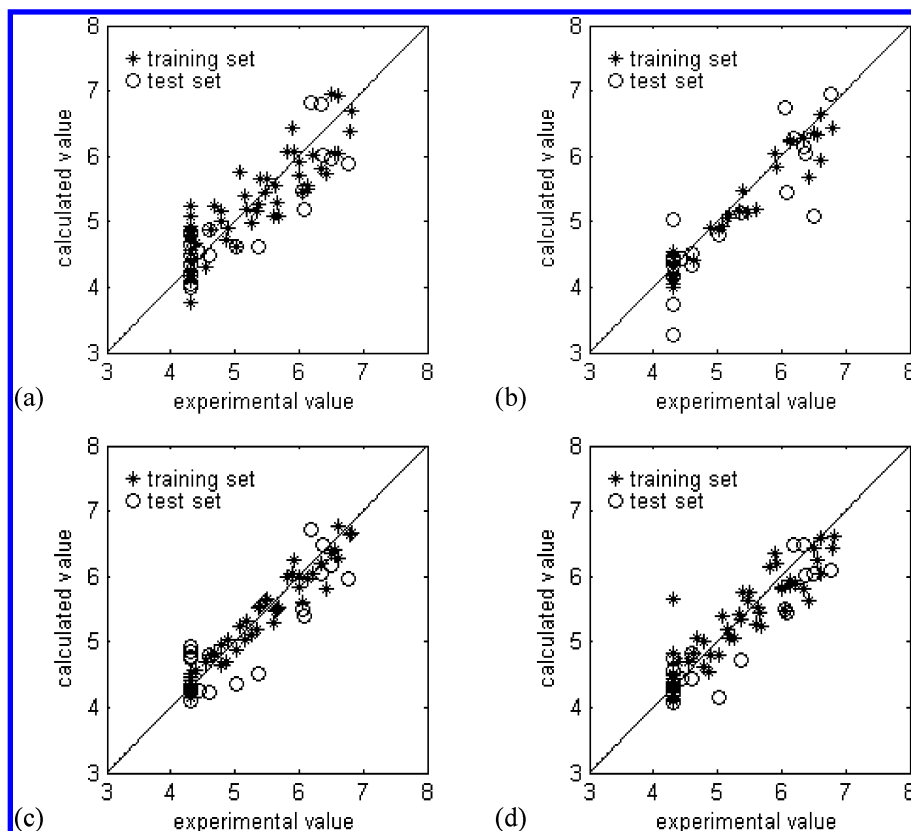 8
7
6
5
4
3
calculated value
* training set
○ test set
3 4 5 6 7 8
experimental value
(a)
8
7
6
5
4
3
calculated value
* training set
○ test set
3 4 5 6 7 8
experimental value
(b)
8
7
6
5
4
3
calculated value
* training set
○ test set
3 4 5 6 7 8
experimental value
(c)
8
7
6
5
4
3
calculated value
* training set
○ test set
3 4 5 6 7 8
experimental value
(d)